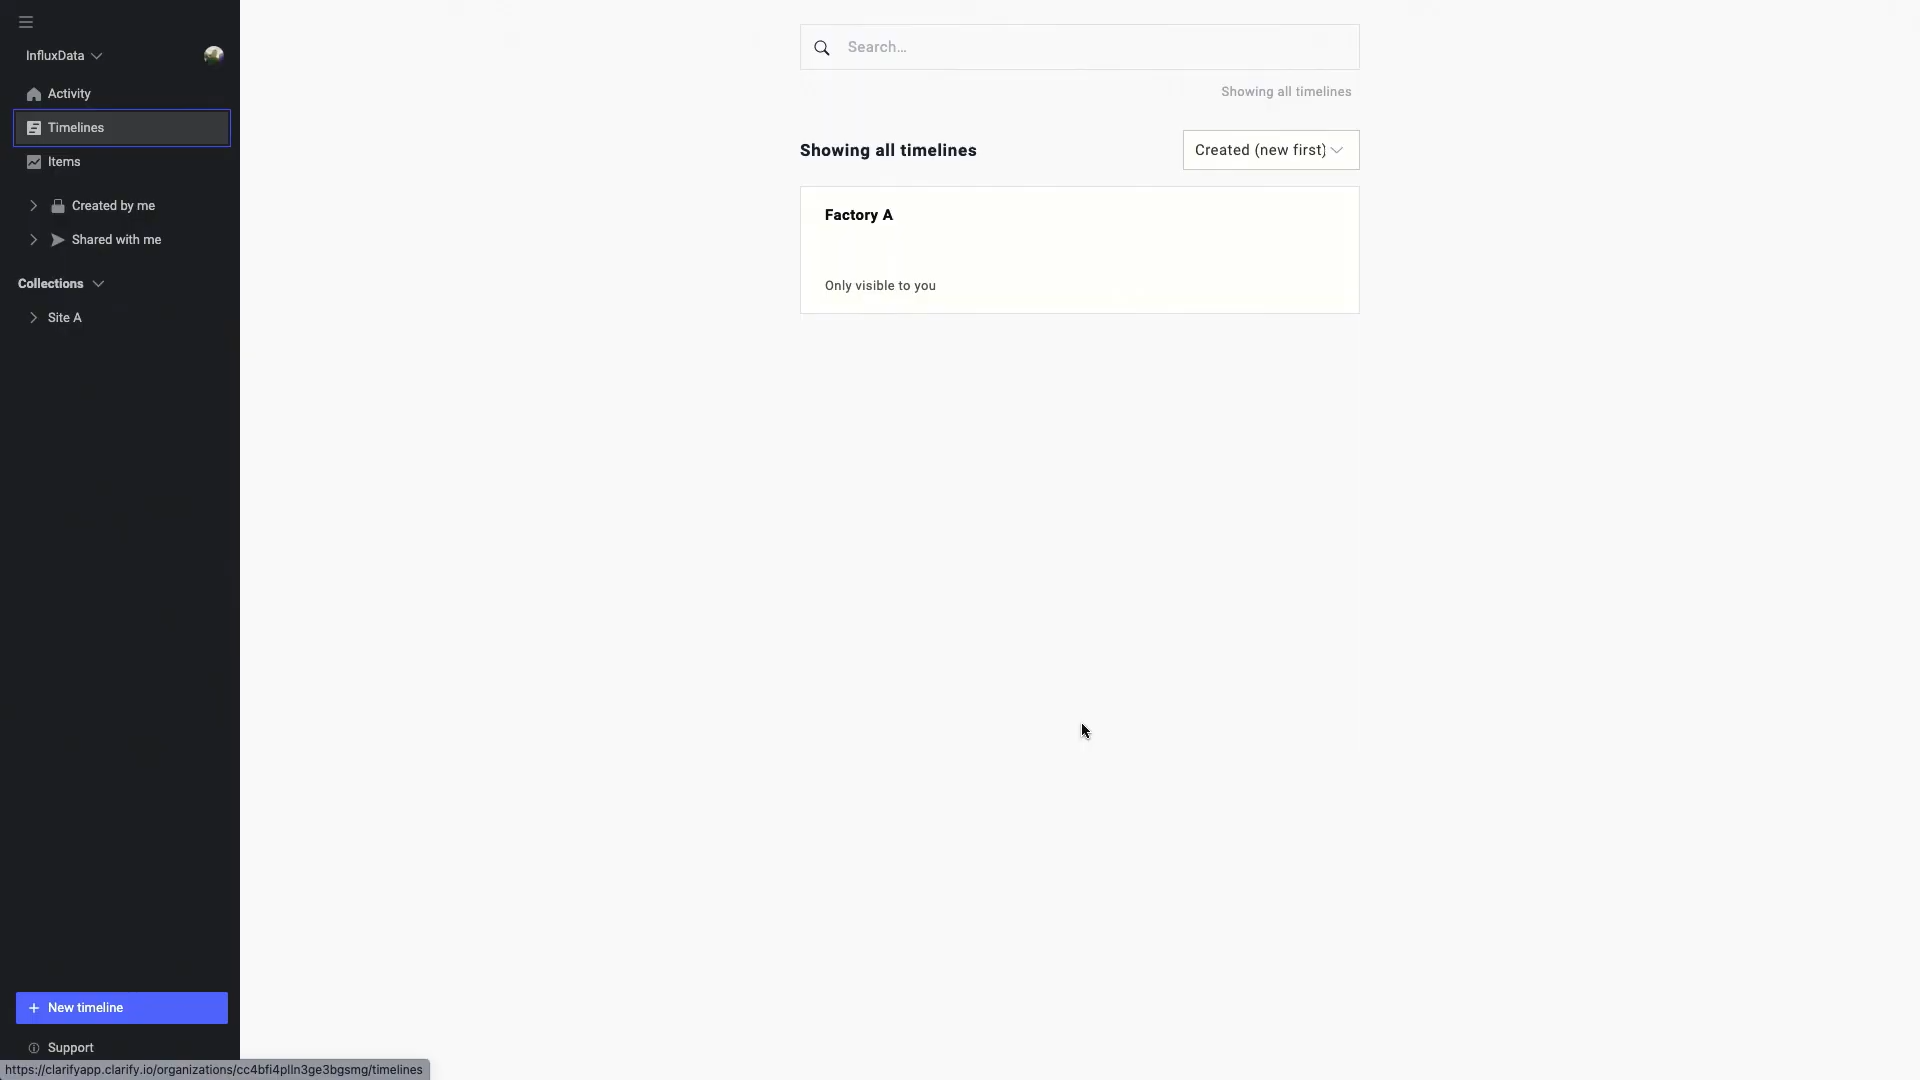 InfluxData
Activity
Timelines
Items
Created by me
Shared with me
Collections
Site A
New timeline
Support
https://clarifyapp.clarify.io/organizations/cc4bfi4plln3ge3bgsmg/timelines
Search...
Showing all timelines
Showing all timelines
Created (new first)
Factory A
Only visible to you